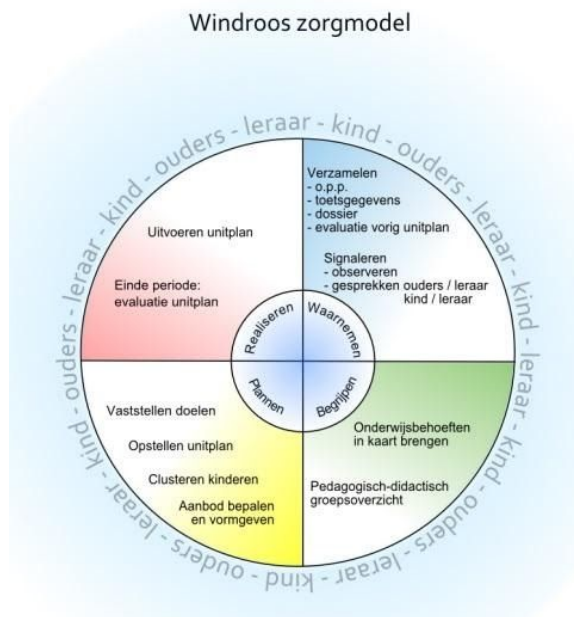 Windroos zorgmodel
kind - ouders - leraar - kind - ouders - leraar - kind - ouders - leraar - kind - ouders - leraar - kind - ouders - leraar - kind - ouders - leraar -
Verzamelen
- o.p.p.
- toetsgegevens
- dossier
- evaluatie vorig unitplan
Signaleren
- observeren
- gesprekken ouders / leraar
kind / leraar
Uitvoeren unitplan
Einde periode:
evaluatie unitplan
Realiseren
Waarnemen
Plannen
Begrijpen
Vaststellen doelen
Opstellen unitplan
Clusteren kinderen
Aanbod bepalen
en vormgeven
Onderwijsbehoeften
in kaart brengen
Pedagogisch-didactisch
groepsoverzicht